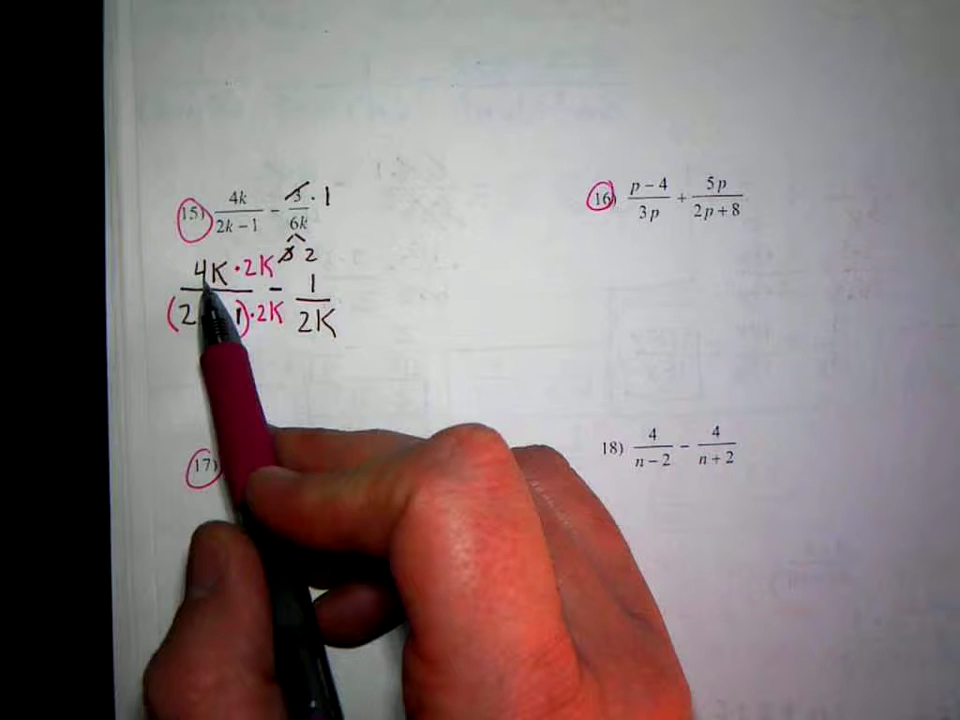 15) 4k/(2k − 1) − 3/6k · 1
3 2
4K · 2K / (2 1) · 2K − 1/2K
16) (p − 4)/3p + 5p/(2p + 8)
17)
18) 4/(n − 2) − 4/(n + 2)